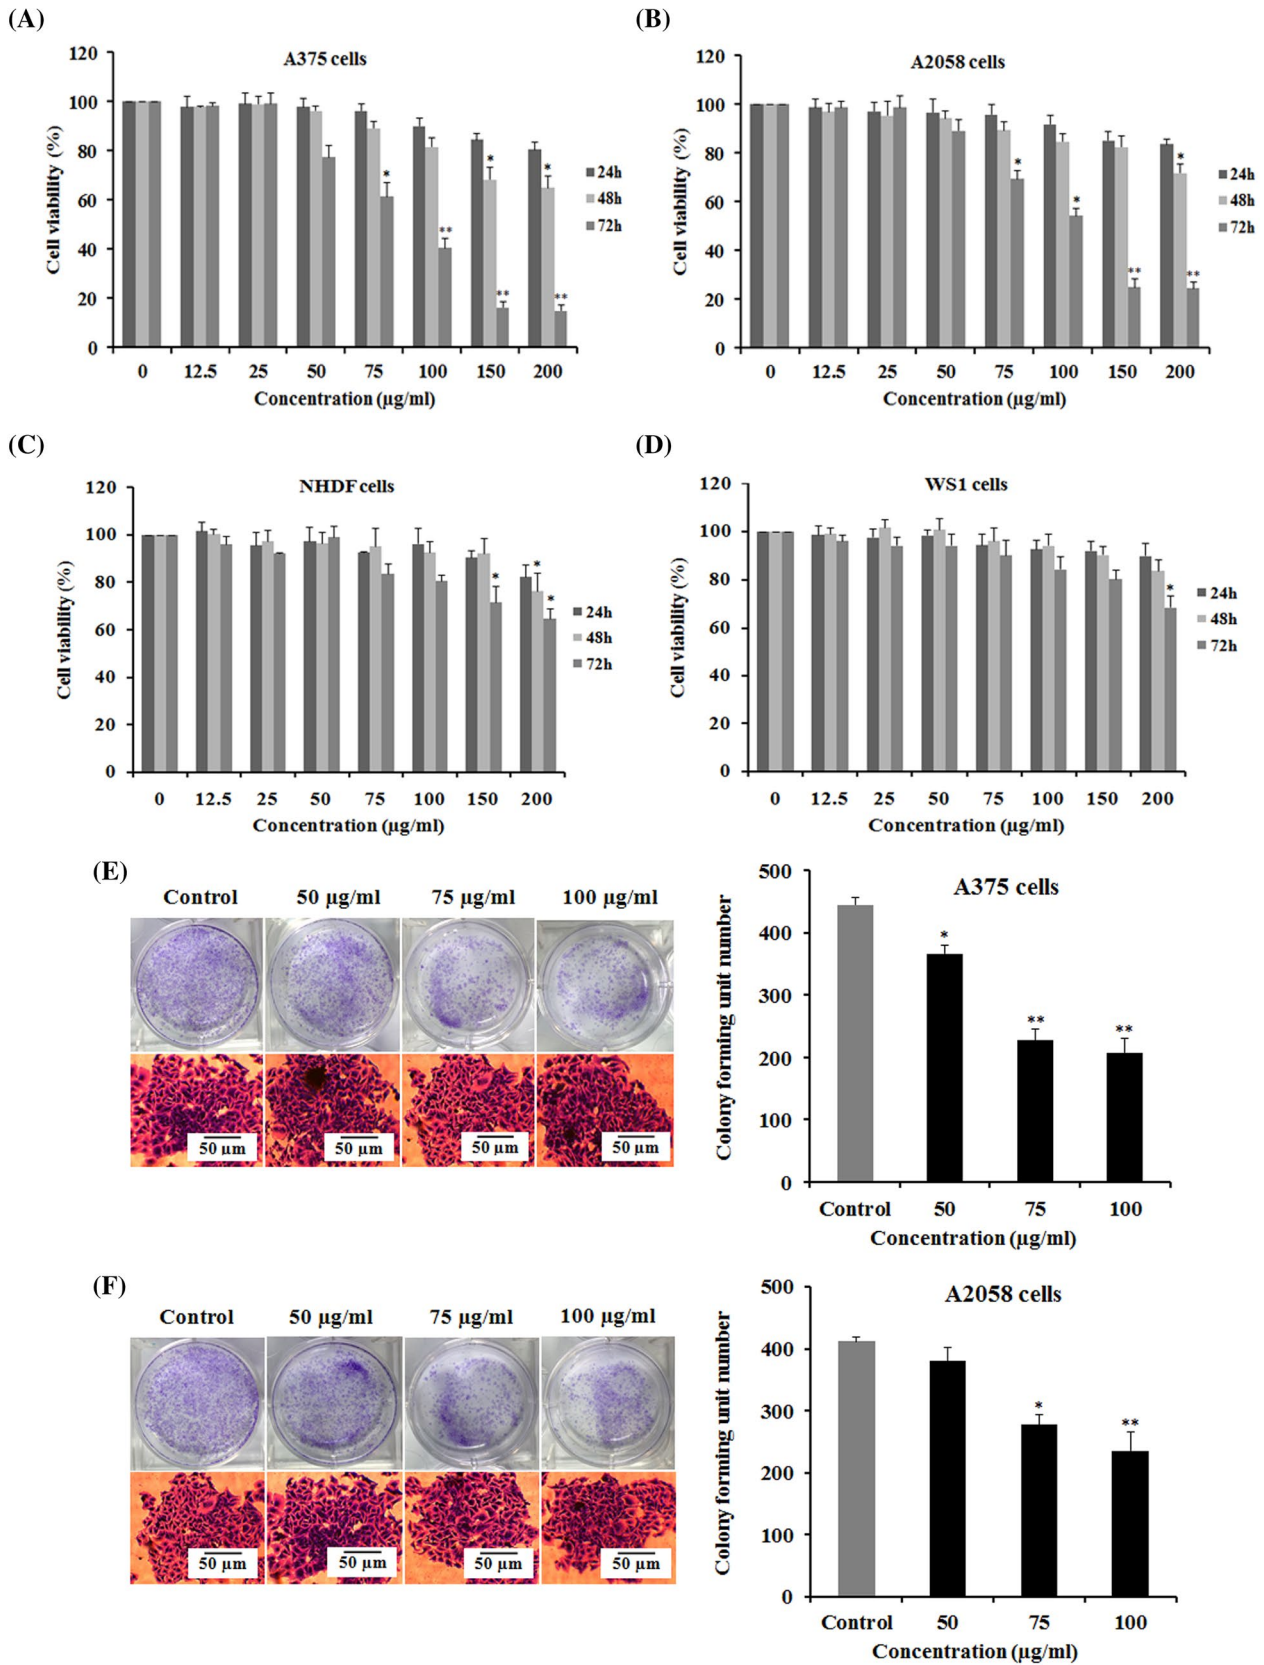 (A)
A375 cells
Cell viability (%)
120
100
80
60
40
20
0
* ** * ** * **
24h
48h
72h
0 12.5 25 50 75 100 150 200
Concentration (µg/ml)
(B)
A2058 cells
Cell viability (%)
120
100
80
60
40
20
0
* * ** * **
24h
48h
72h
0 12.5 25 50 75 100 150 200
Concentration (µg/ml)
(C)
NHDF cells
Cell viability (%)
120
100
80
60
40
20
0
* * *
24h
48h
72h
0 12.5 25 50 75 100 150 200
Concentration (µg/ml)
(D)
WS1 cells
Cell viability (%)
120
100
80
60
40
20
0
*
24h
48h
72h
0 12.5 25 50 75 100 150 200
Concentration (µg/ml)
(E)
Control 50 µg/ml 75 µg/ml 100 µg/ml
50 µm 50 µm 50 µm 50 µm
A375 cells
Colony forming unit number
500
400
300
200
100
0
* ** **
Control 50 75 100
Concentration (µg/ml)
(F)
Control 50 µg/ml 75 µg/ml 100 µg/ml
50 µm 50 µm 50 µm 50 µm
A2058 cells
Colony forming unit number
500
400
300
200
100
0
* **
Control 50 75 100
Concentration (µg/ml)